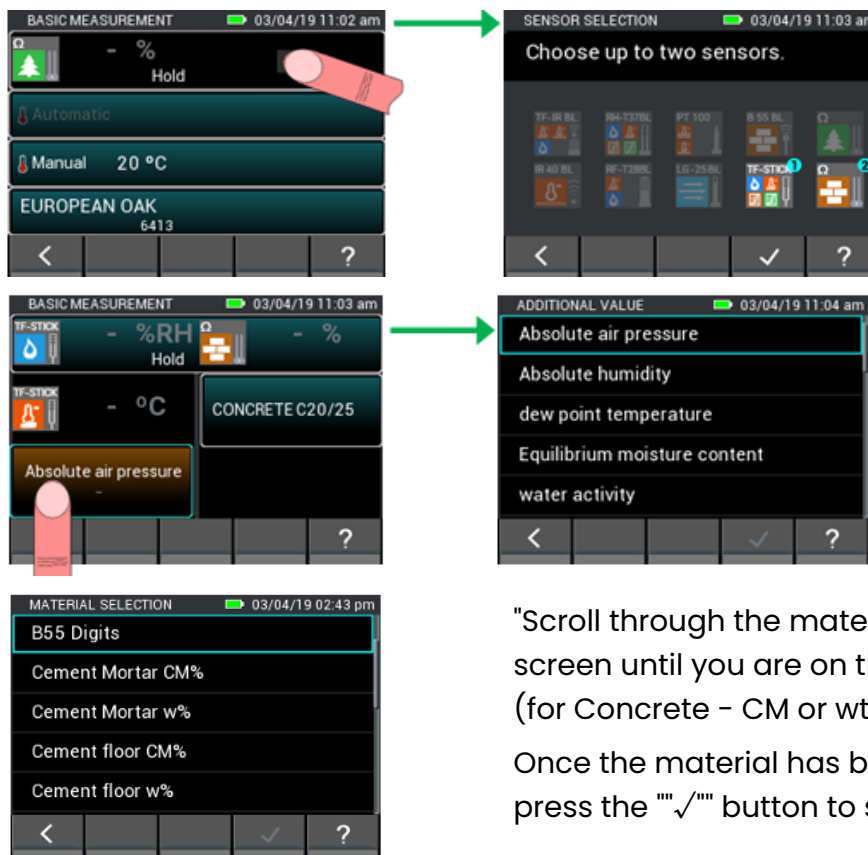 BASIC MEASUREMENT 03/04/19 11:02 am
Ω - %
Hold
Automatic
Manual 20 °C
EUROPEAN OAK
6413
< ?
SENSOR SELECTION 03/04/19 11:03 am
Choose up to two sensors.
TF-IR BL RH-T37BL PT 100 B 55 BL Ω
IR 40 BL RF-T28BL LG-25 BL TF-STICK 1 Ω 2
< ✓ ?
BASIC MEASUREMENT 03/04/19 11:03 am
TF-STICK - %RH Ω - %
Hold
TF-STICK - °C CONCRETE C20/25
Absolute air pressure
-
?
ADDITIONAL VALUE 03/04/19 11:04 am
Absolute air pressure
Absolute humidity
dew point temperature
Equilibrium moisture content
water activity
< ✓ ?
MATERIAL SELECTION 03/04/19 02:43 pm
B55 Digits
Cement Mortar CM%
Cement Mortar w%
Cement floor CM%
Cement floor w%
< ✓ ?
"Scroll through the mate
screen until you are on t
(for Concrete - CM or wt
Once the material has b
press the ""√"" button to s